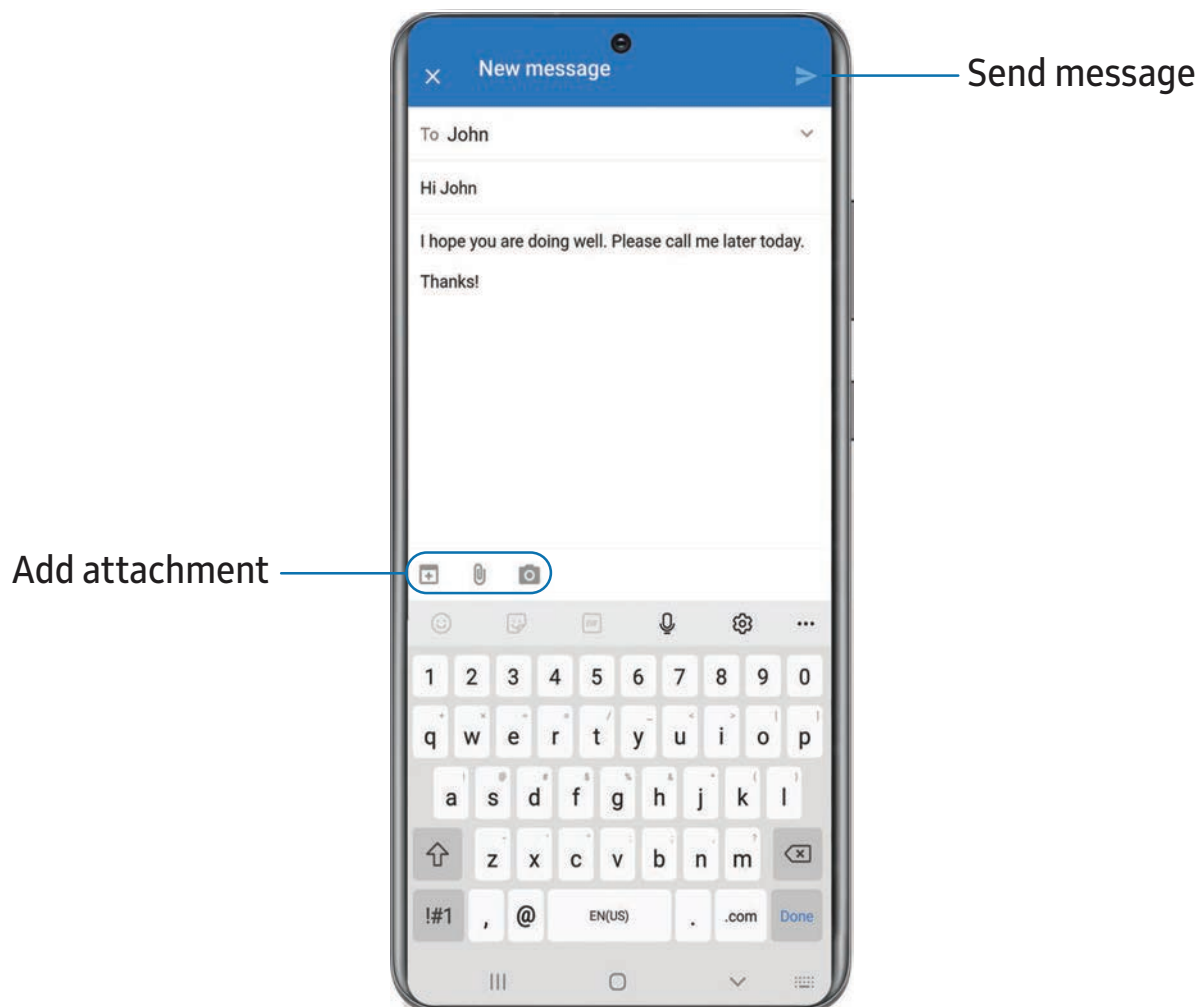 New message
Send message
To John
Hi John
I hope you are doing well. Please call me later today.
Thanks!
Add attachment
GIF
1 2 3 4 5 6 7 8 9 0
q w e r t y u i o p
a s d f g h j k l
z x c v b n m
!#1 , @ EN(US) . .com Done